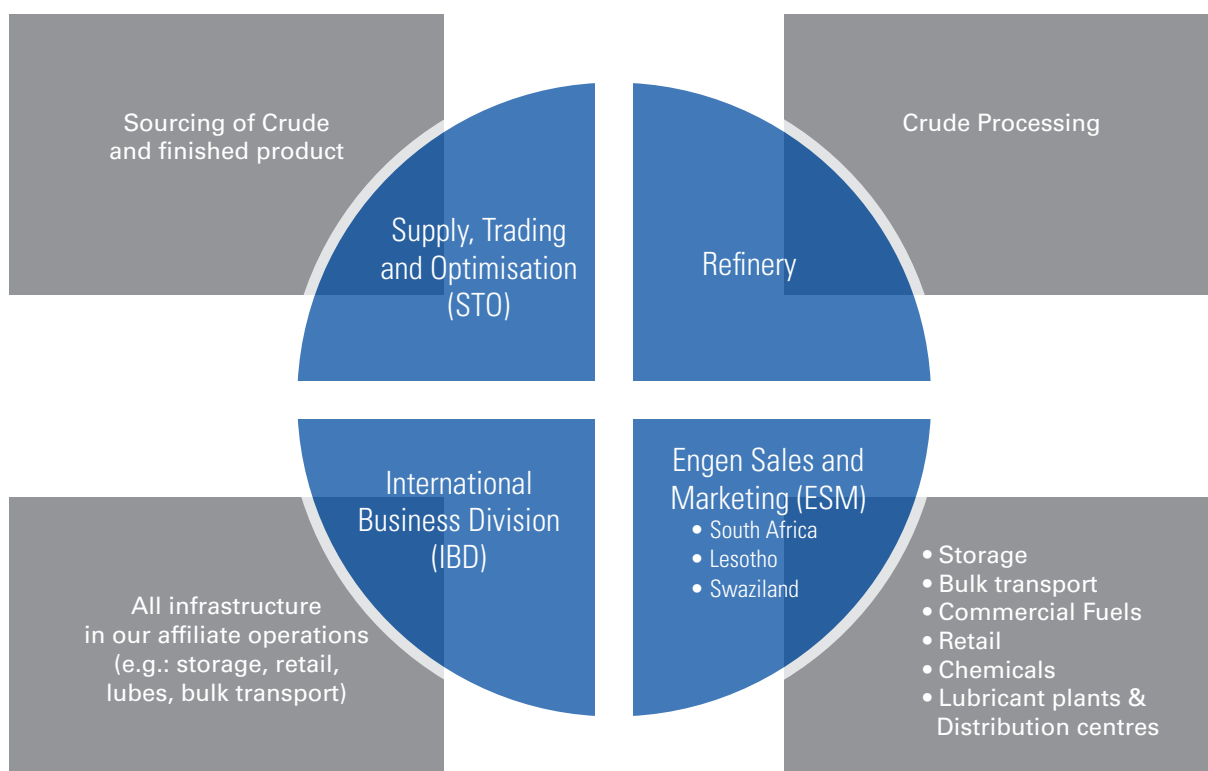 Sourcing of Crude
and finished product
Supply, Trading
and Optimisation
(STO)
Refinery
Crude Processing
International
Business Division
(IBD)
All infrastructure
in our affiliate operations
(e.g.: storage, retail,
lubes, bulk transport)
Engen Sales and
Marketing (ESM)
• South Africa
• Lesotho
• Swaziland
• Storage
• Bulk transport
• Commercial Fuels
• Retail
• Chemicals
• Lubricant plants &
Distribution centres